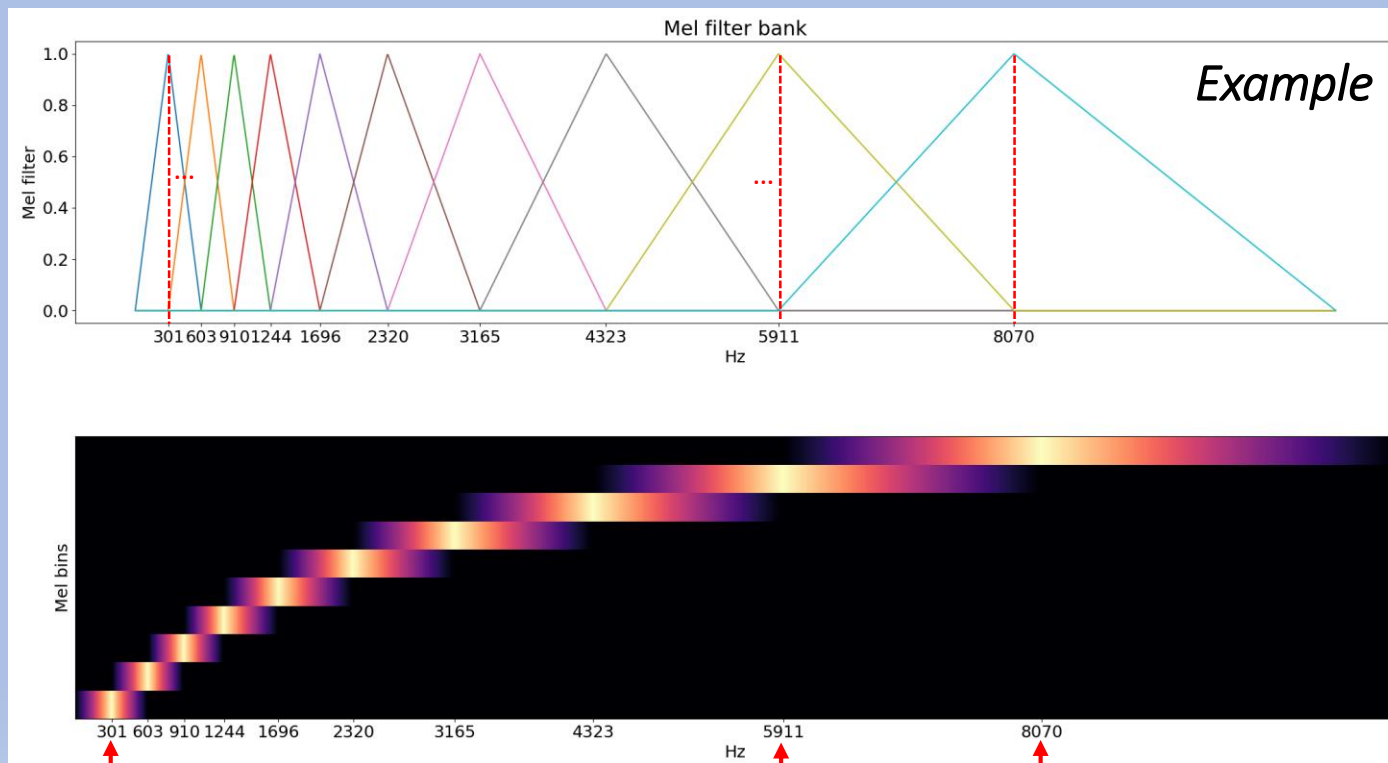 Mel filter bank
Example
1.0
0.8
0.6
0.4
0.2
0.0
Mel filter
...
...
301 603 910 1244 1696 2320 3165 4323 5911 8070
Hz
Mel bins
301 603 910 1244 1696 2320 3165 4323 5911 8070
Hz